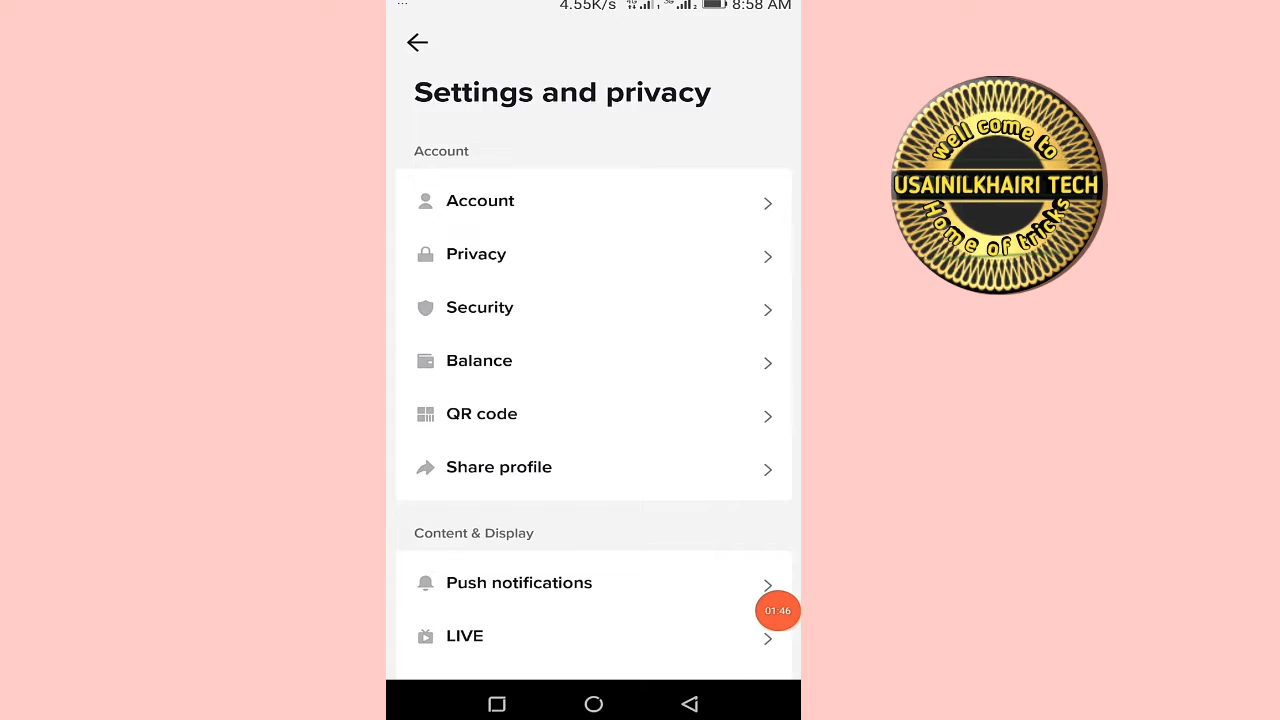 ... 4.55K/s 8:58 AM
Settings and privacy
Account
Account
Privacy
Security
Balance
QR code
Share profile
Content & Display
Push notifications
01:46
LIVE
well come to
USAINILKHAIRI TECH
Home of tricks